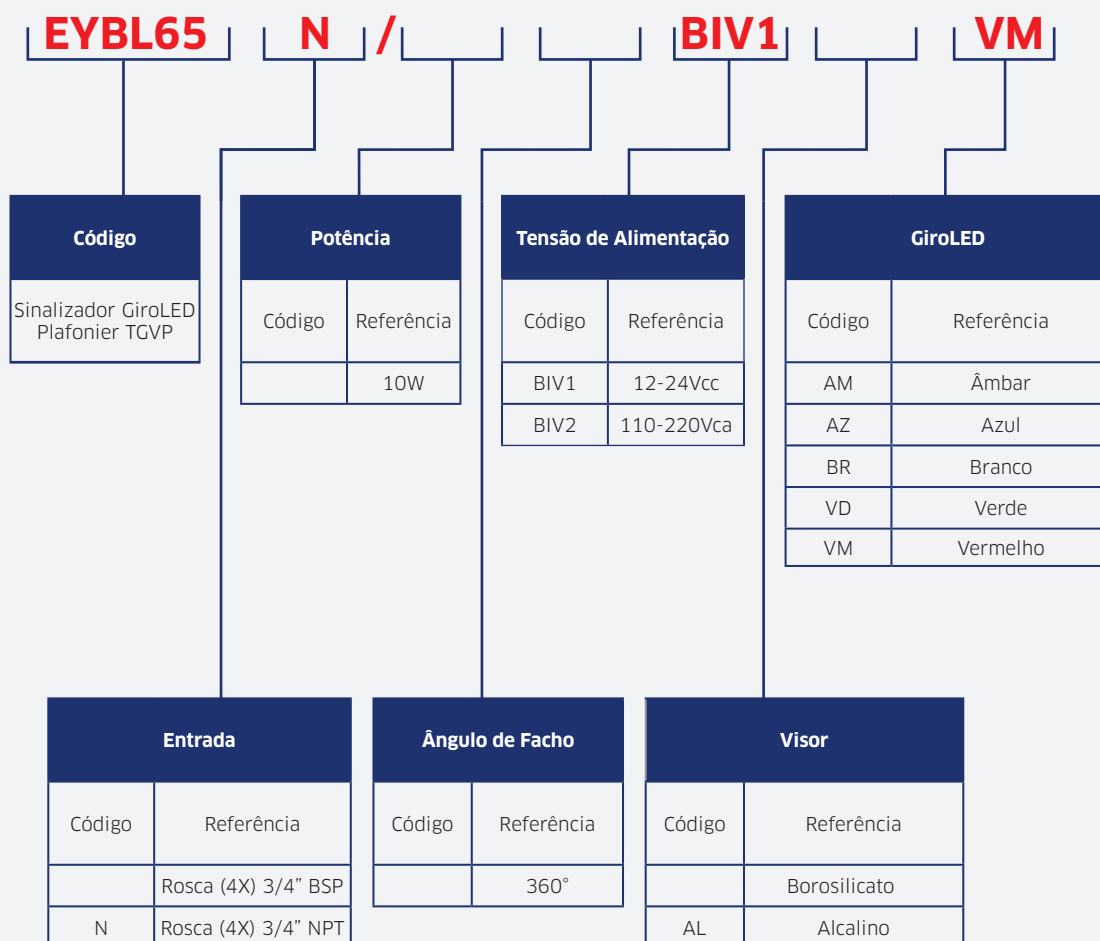 EYBL65 N / BIV1 VM
Código
Sinalizador GiroLED
Plafonier TGVP
Potência
Código Referência
10W
Tensão de Alimentação
Código Referência
BIV1 12-24Vcc
BIV2 110-220Vca
GiroLED
Código Referência
AM Âmbar
AZ Azul
BR Branco
VD Verde
VM Vermelho
Entrada
Código Referência
Rosca (4X) 3/4” BSP
N Rosca (4X) 3/4” NPT
Ângulo de Facho
Código Referência
360°
Visor
Código Referência
Borosilicato
AL Alcalino